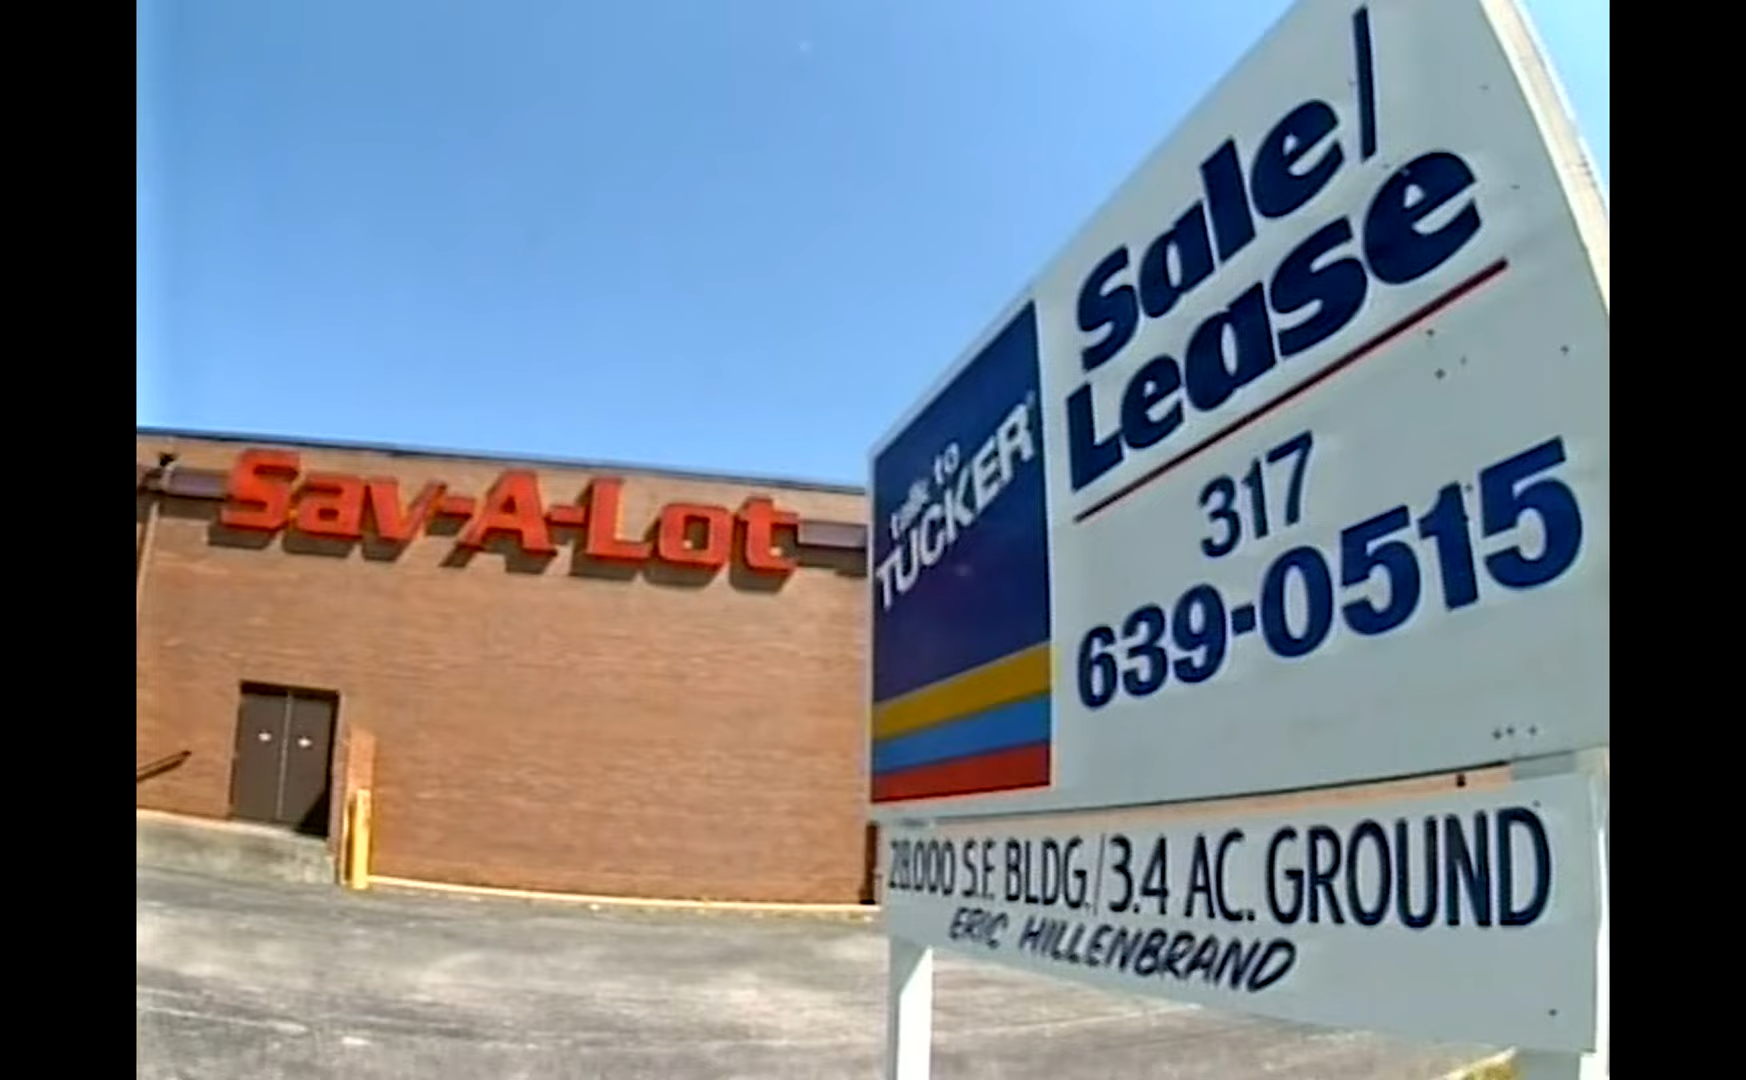 Sav-A-Lot
talk to
TUCKER
Sale/
Lease
317
639-0515
28,000 S.F. BLDG./3.4 AC. GROUND
ERIC HILLENBRAND